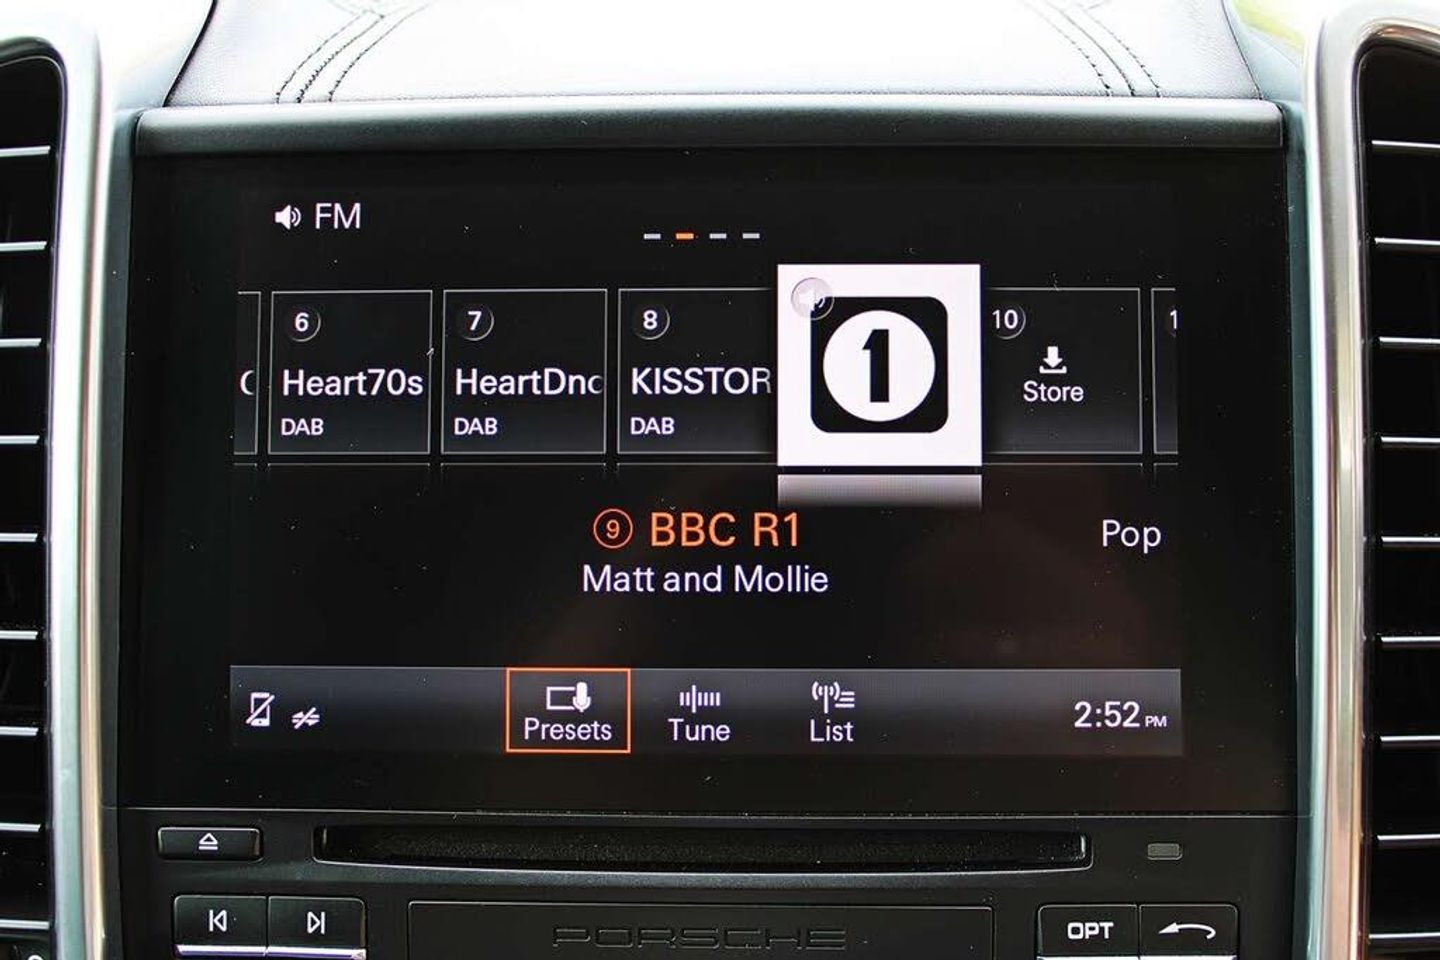 FM
6
7
8
10
1
Heart70s
HeartDnc
KISSTOR
1
Store
DAB
DAB
DAB
9 BBC R1
Pop
Matt and Mollie
Presets
Tune
List
2:52 PM
OPT
PORSCHE